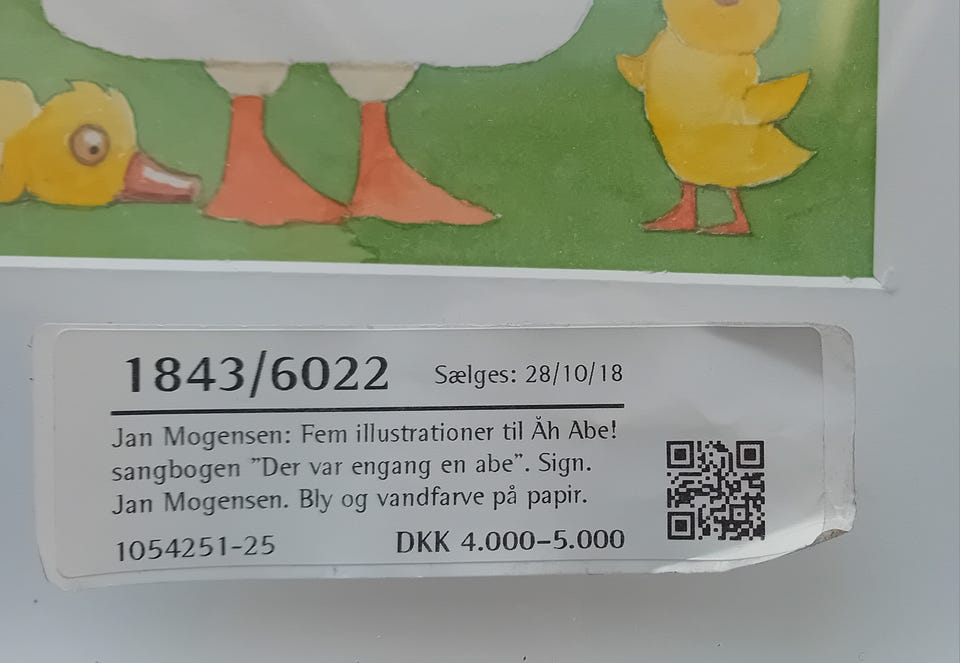 1843/6022 Sælges: 28/10/18
Jan Mogensen: Fem illustrationer til Åh Abe!
sangbogen ”Der var engang en abe”. Sign.
Jan Mogensen. Bly og vandfarve på papir.
1054251-25 DKK 4.000–5.000